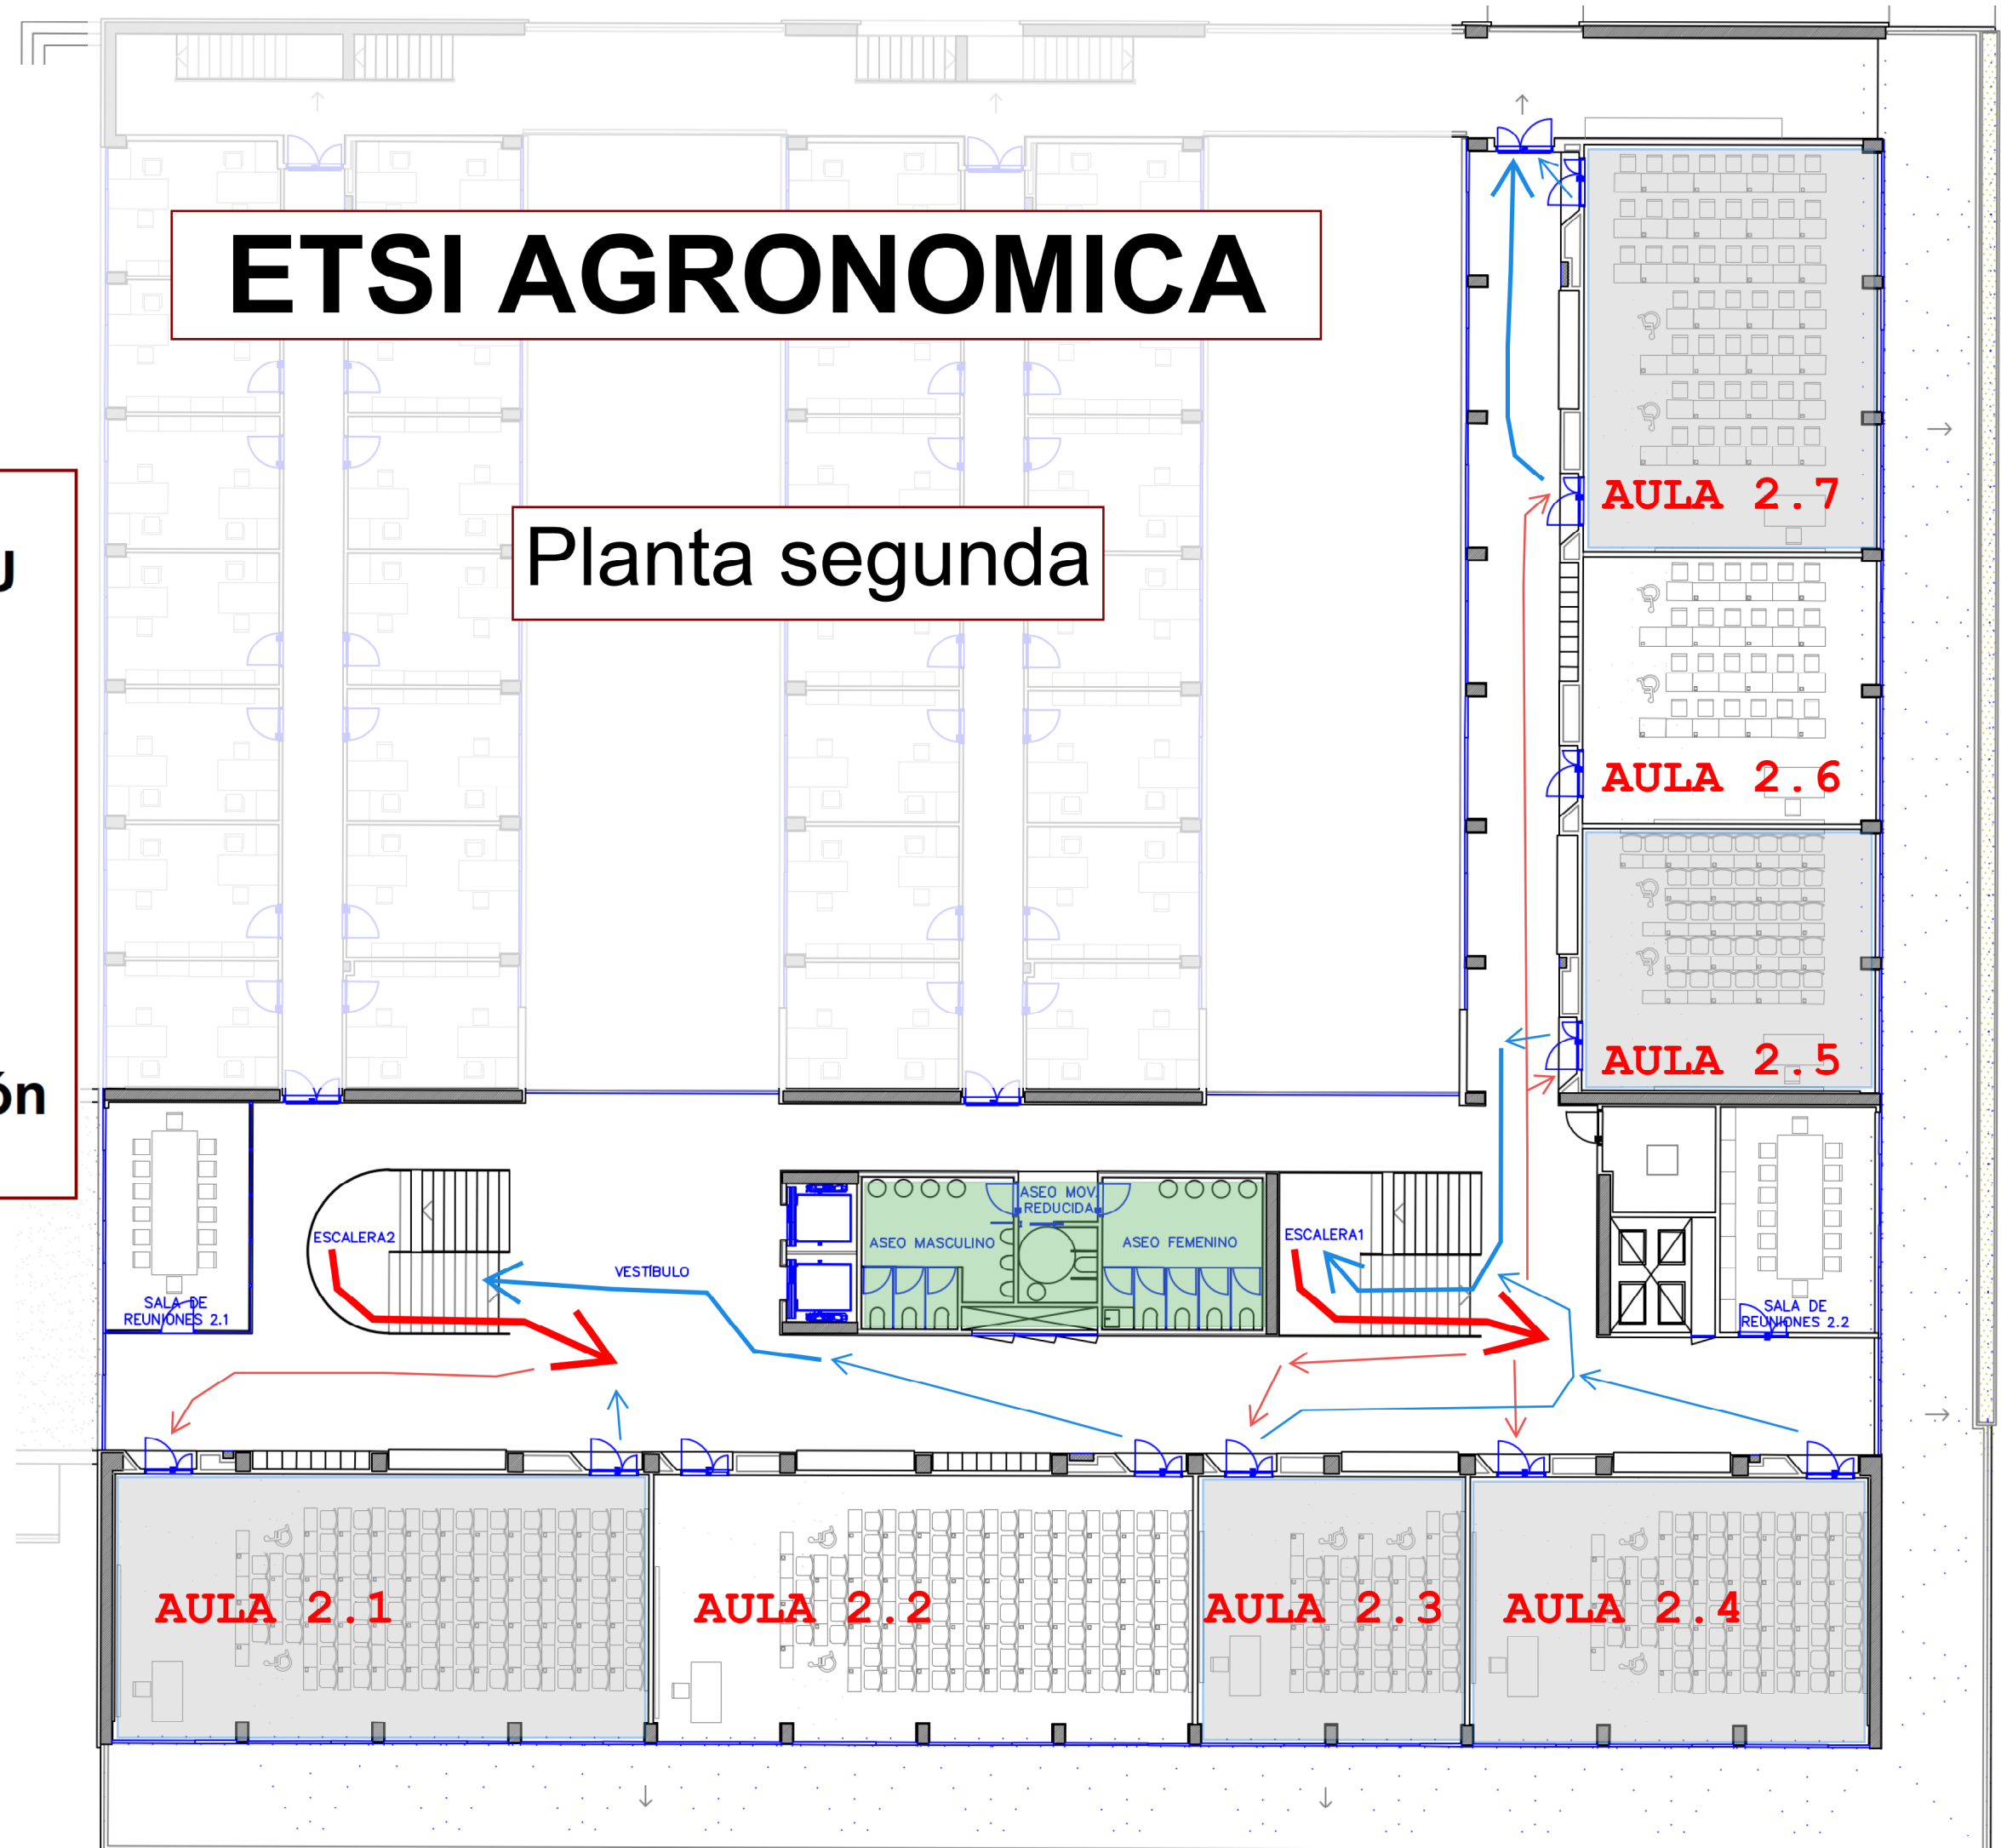 ETSI AGRONOMICA
Planta segunda
U
ón
AULA 2.7
AULA 2.6
AULA 2.5
ASEO MOV.
REDUCIDA
ESCALERA2
ASEO MASCULINO
ASEO FEMENINO
ESCALERA1
VESTÍBULO
SALA DE
REUNIONES 2.1
SALA DE
REUNIONES 2.2
AULA 2.1
AULA 2.2
AULA 2.3
AULA 2.4